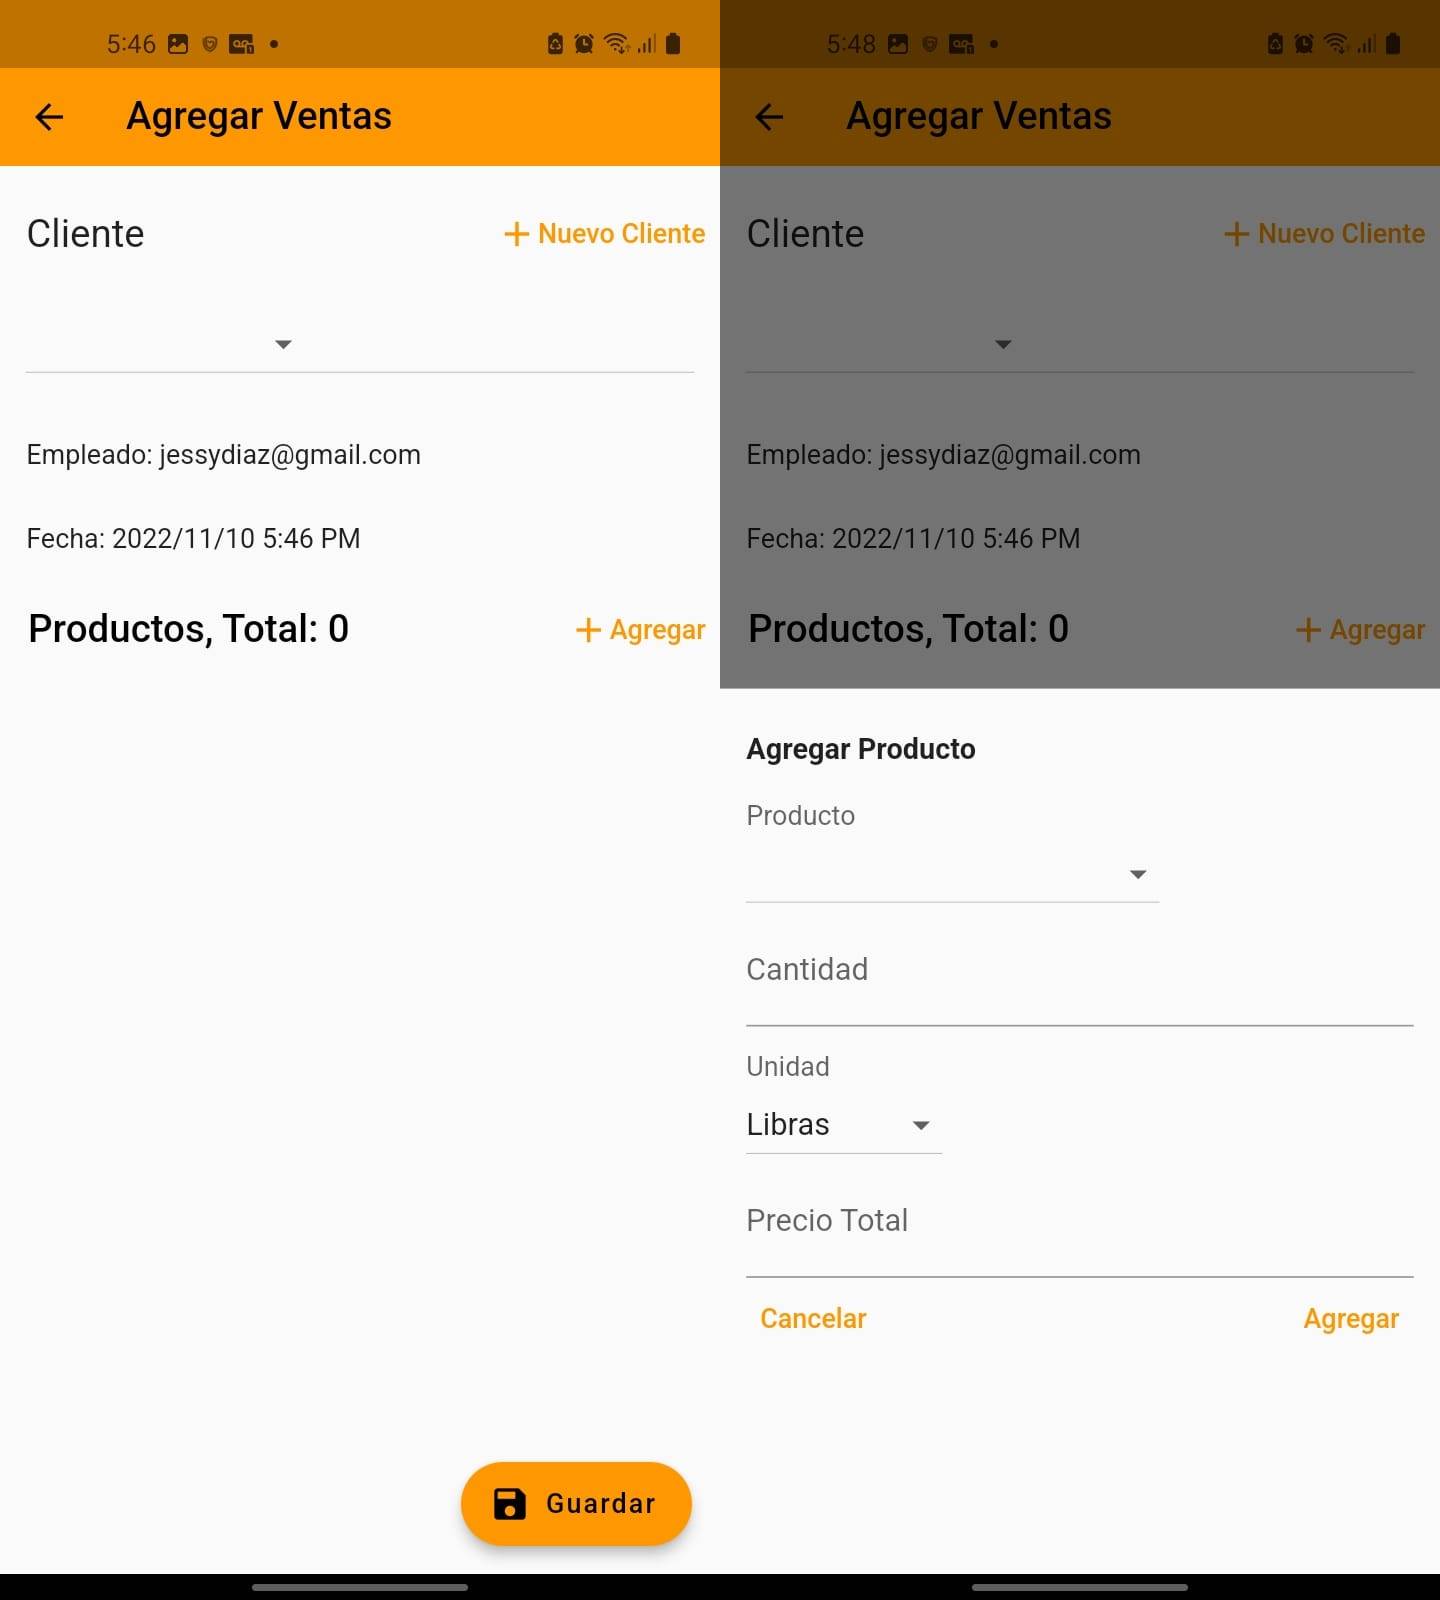 5:46
Agregar Ventas
Cliente
Nuevo Cliente
Empleado: jessydiaz@gmail.com
Fecha: 2022/11/10 5:46 PM
Productos, Total: 0
Agregar
Guardar
5:48
Agregar Ventas
Cliente
Nuevo Cliente
Empleado: jessydiaz@gmail.com
Fecha: 2022/11/10 5:46 PM
Productos, Total: 0
Agregar
Agregar Producto
Producto
Cantidad
Unidad
Libras
Precio Total
Cancelar
Agregar